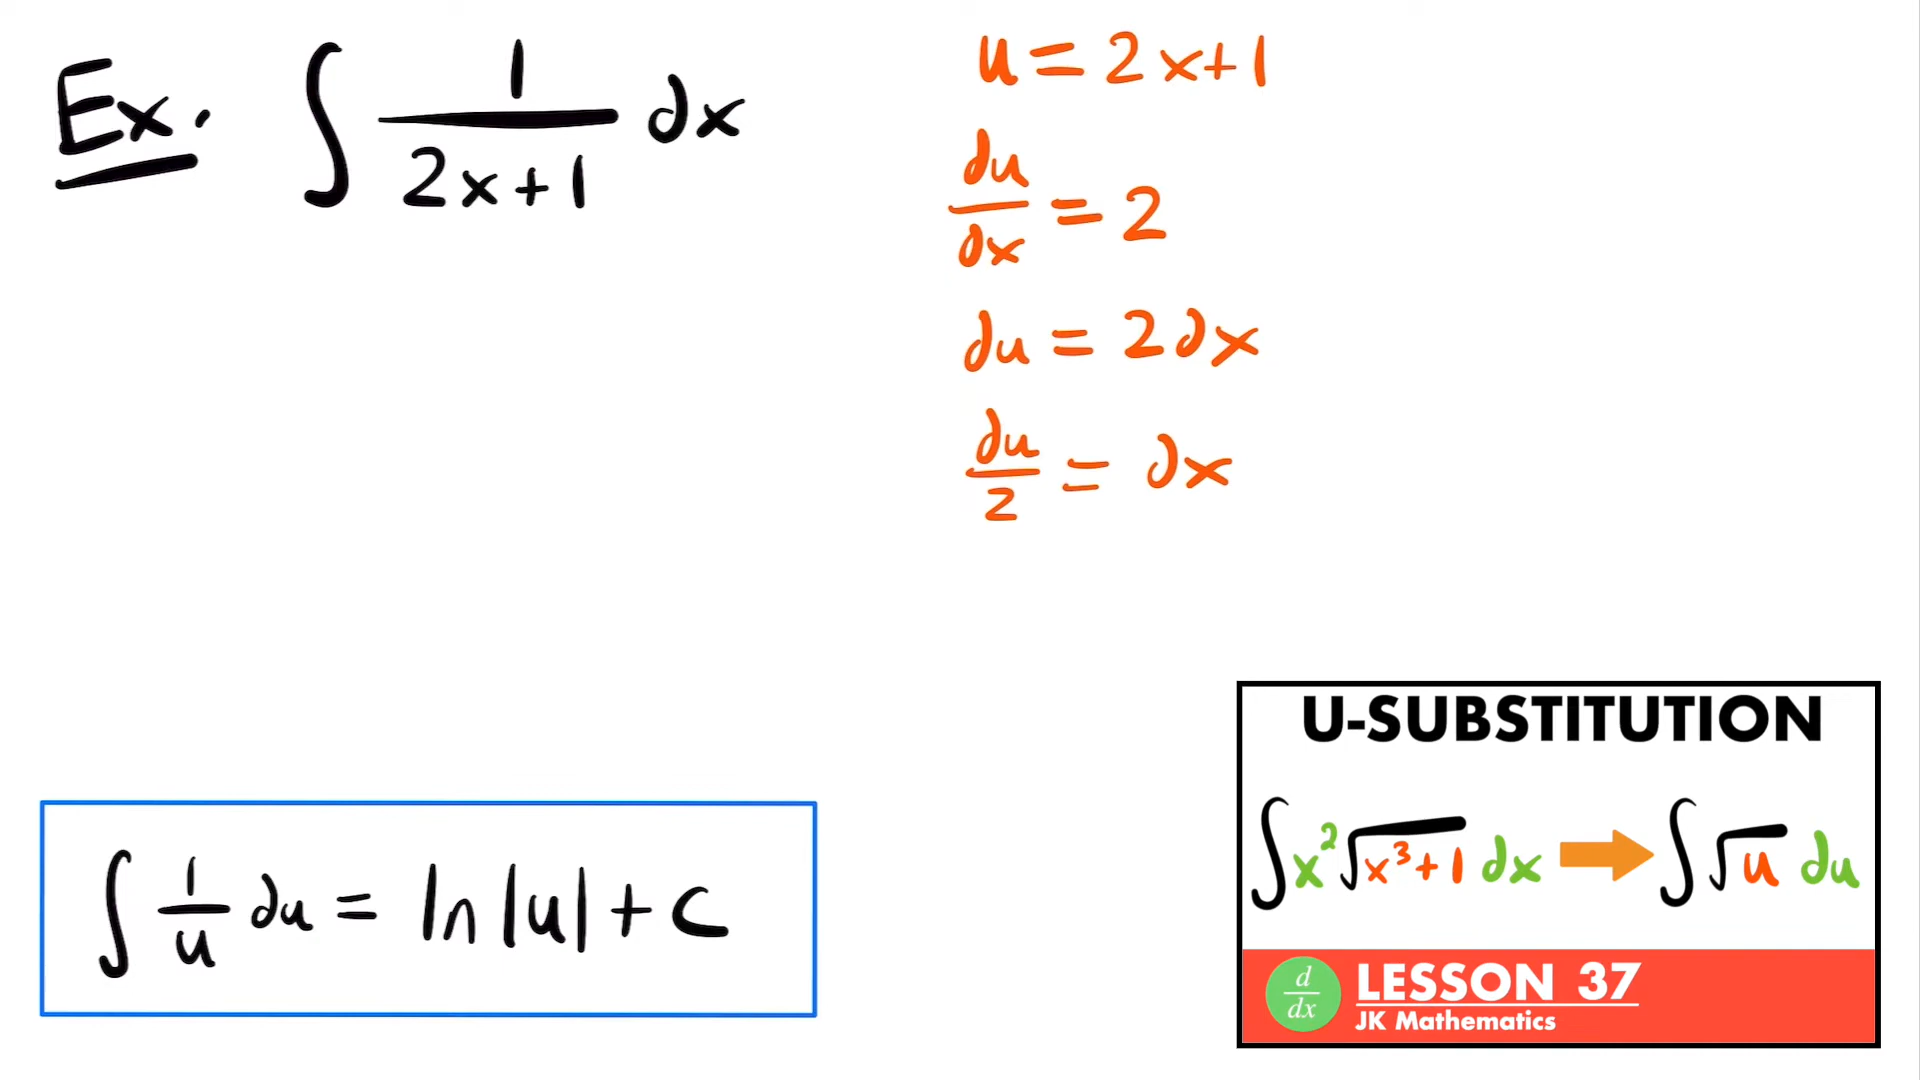 Ex. ∫ 1/(2x+1) dx
u = 2x+1
du/dx = 2
du = 2dx
du/2 = dx
∫ 1/u du = ln|u| + C
U-SUBSTITUTION
∫x²√(x³+1) dx → ∫√u du
d/dx
LESSON 37
JK Mathematics